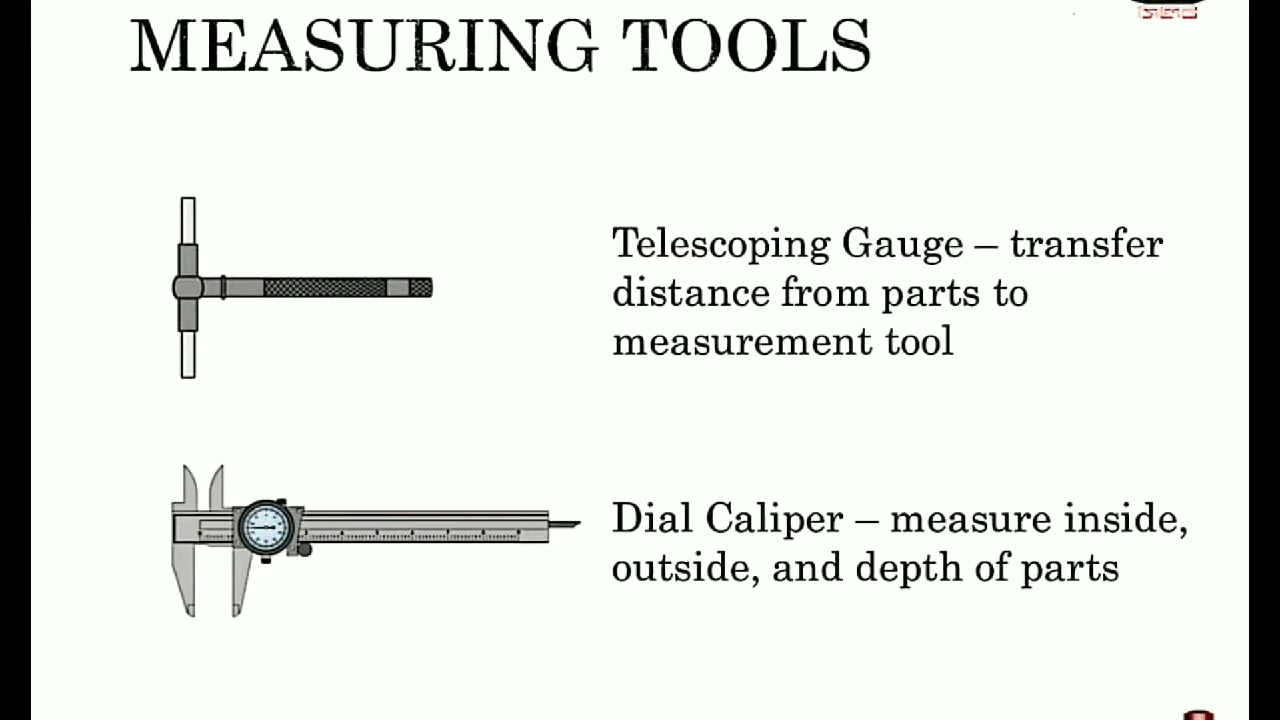 MEASURING TOOLS
Telescoping Gauge – transfer
distance from parts to
measurement tool
Dial Caliper – measure inside,
outside, and depth of parts